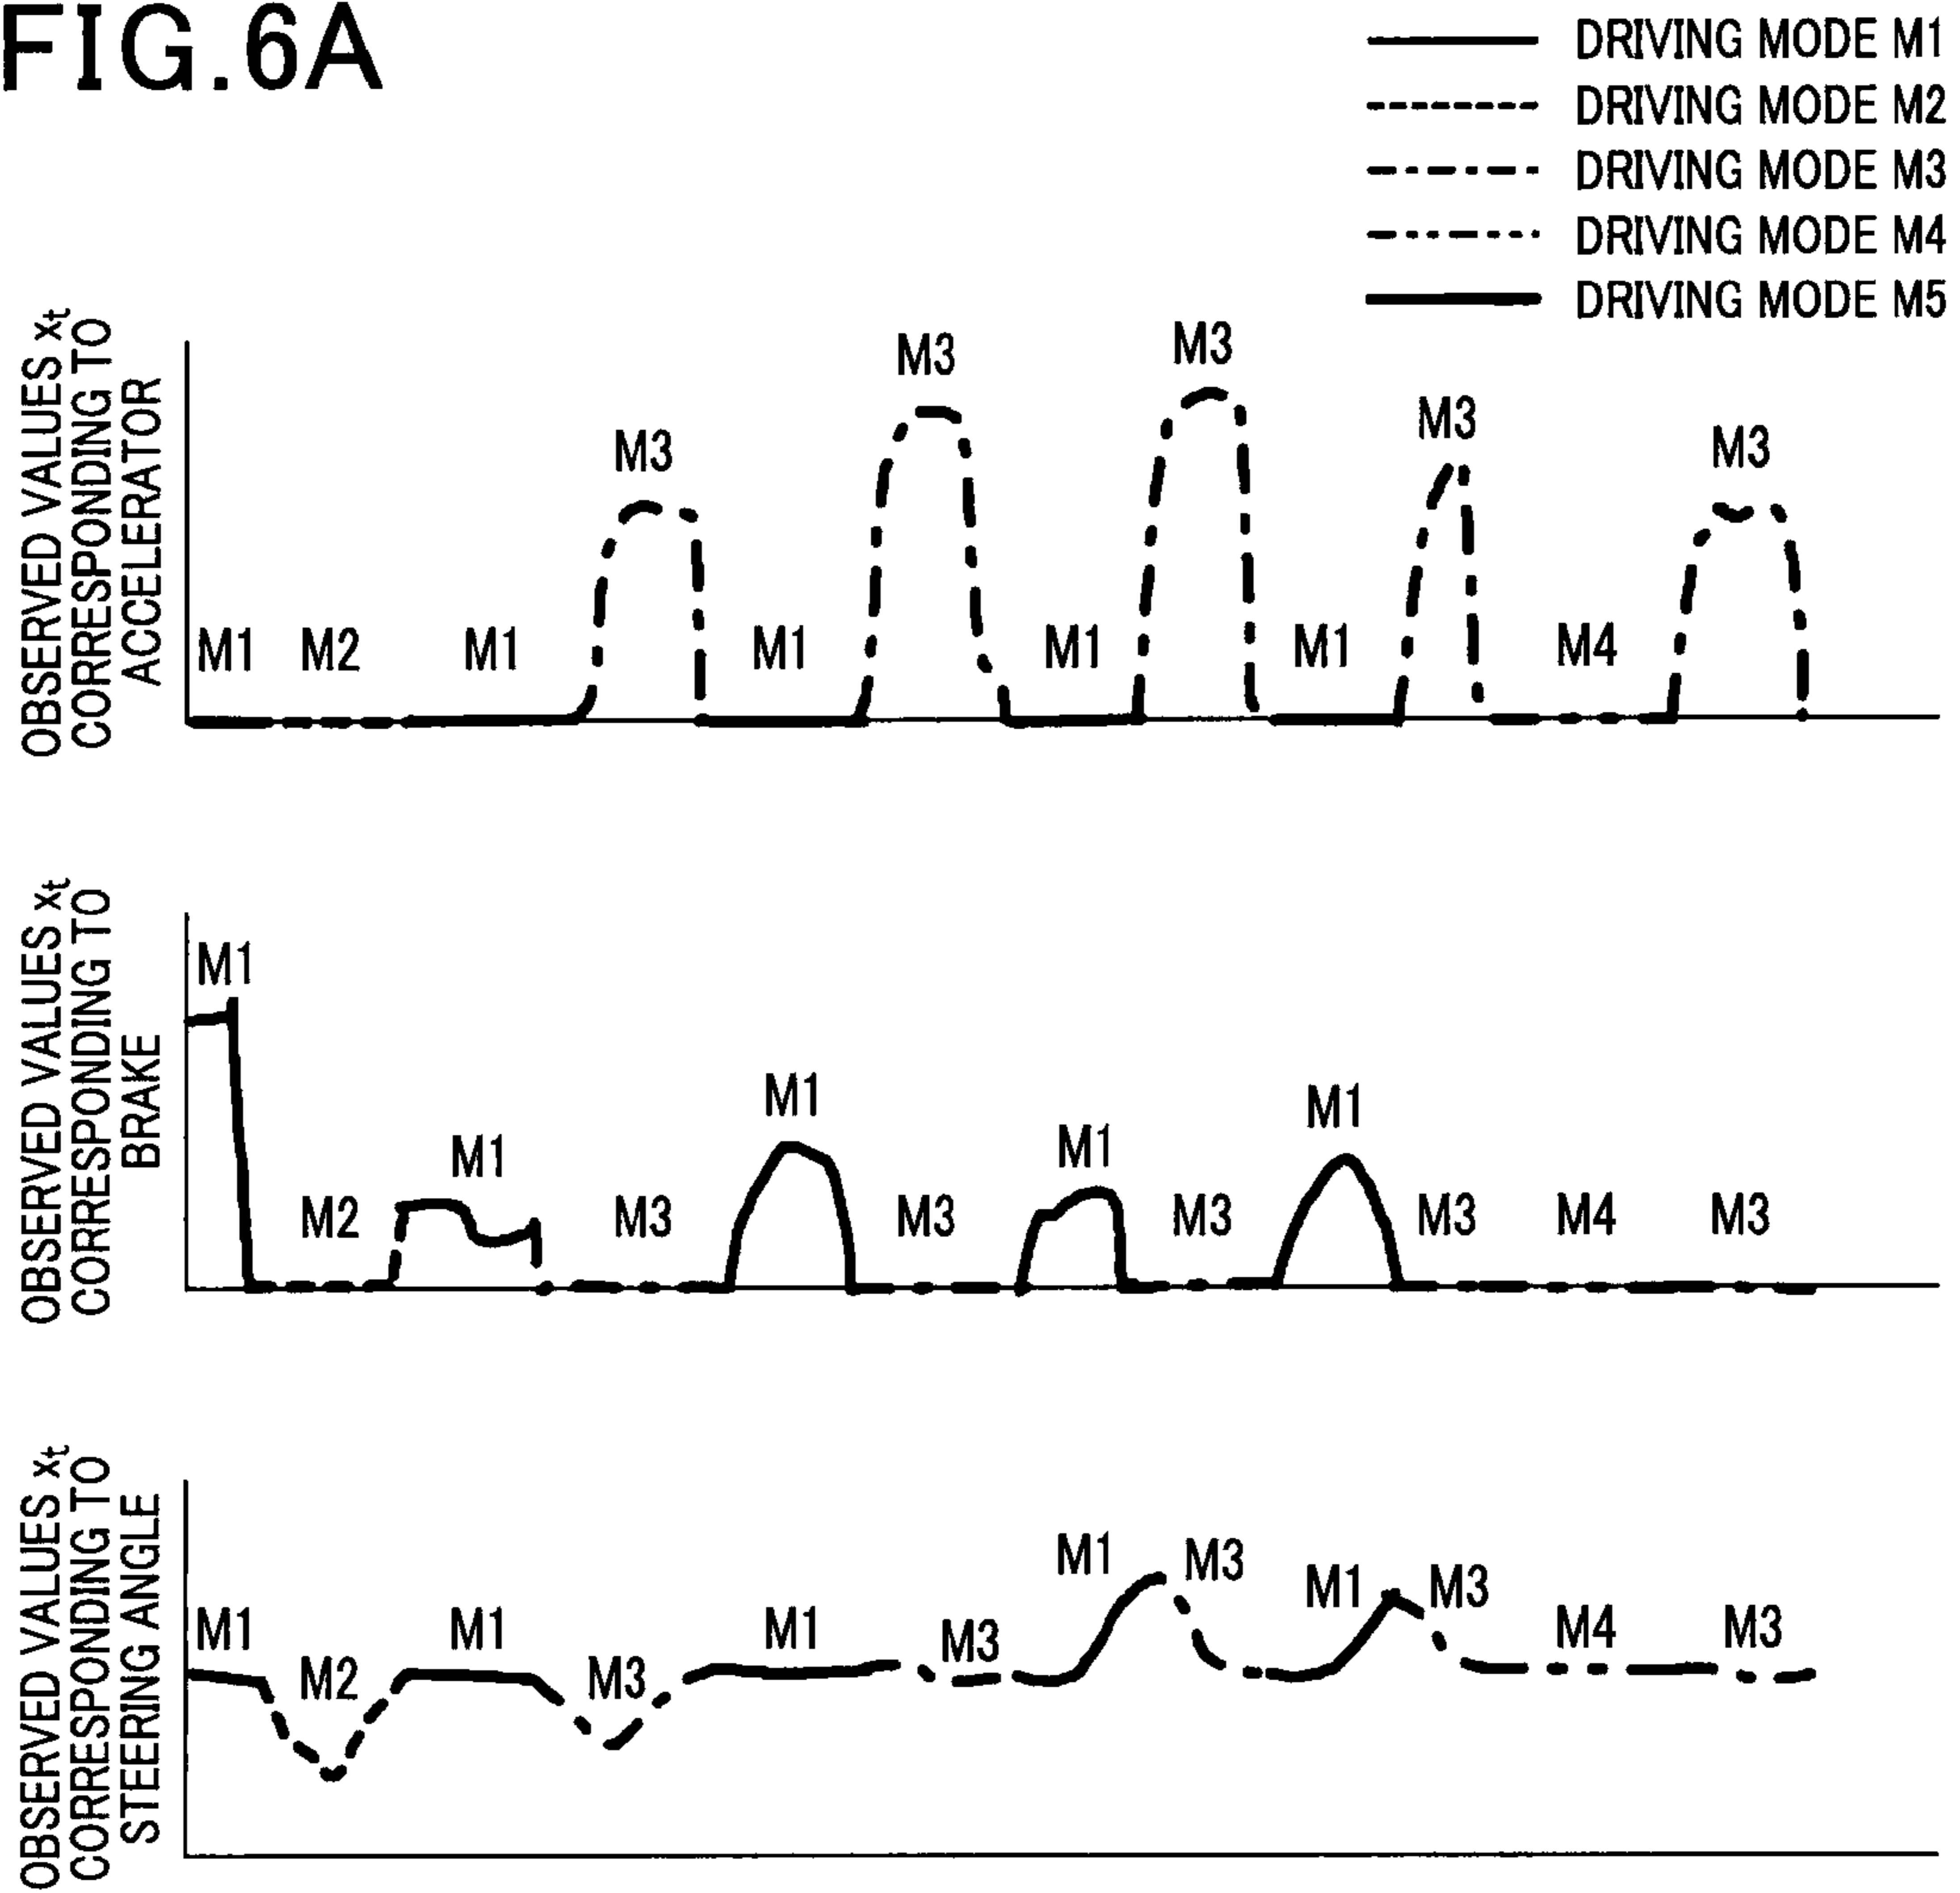 FIG.6A
DRIVING MODE M1
DRIVING MODE M2
DRIVING MODE M3
DRIVING MODE M4
DRIVING MODE M5
OBSERVED VALUES xt
CORRESPONDING TO
ACCELERATOR
M1 M2 M1 M3 M1 M3 M1 M3 M1 M3 M4 M3
OBSERVED VALUES xt
CORRESPONDING TO
BRAKE
M1 M2 M1 M3 M1 M3 M1 M3 M1 M3 M4 M3
OBSERVED VALUES xt
CORRESPONDING TO
STEERING ANGLE
M1 M2 M1 M3 M1 M3 M1 M3 M1 M3 M4 M3